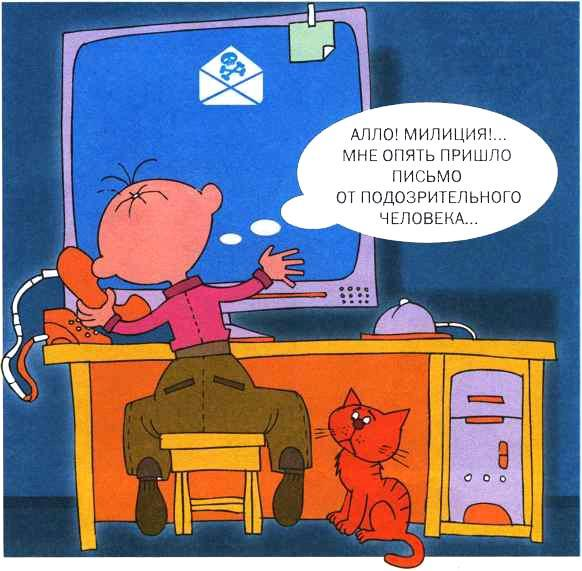 АЛЛО! МИЛИЦИЯ!...
МНЕ ОПЯТЬ ПРИШЛО
ПИСЬМО
ОТ ПОДОЗРИТЕЛЬНОГО
ЧЕЛОВЕКА...